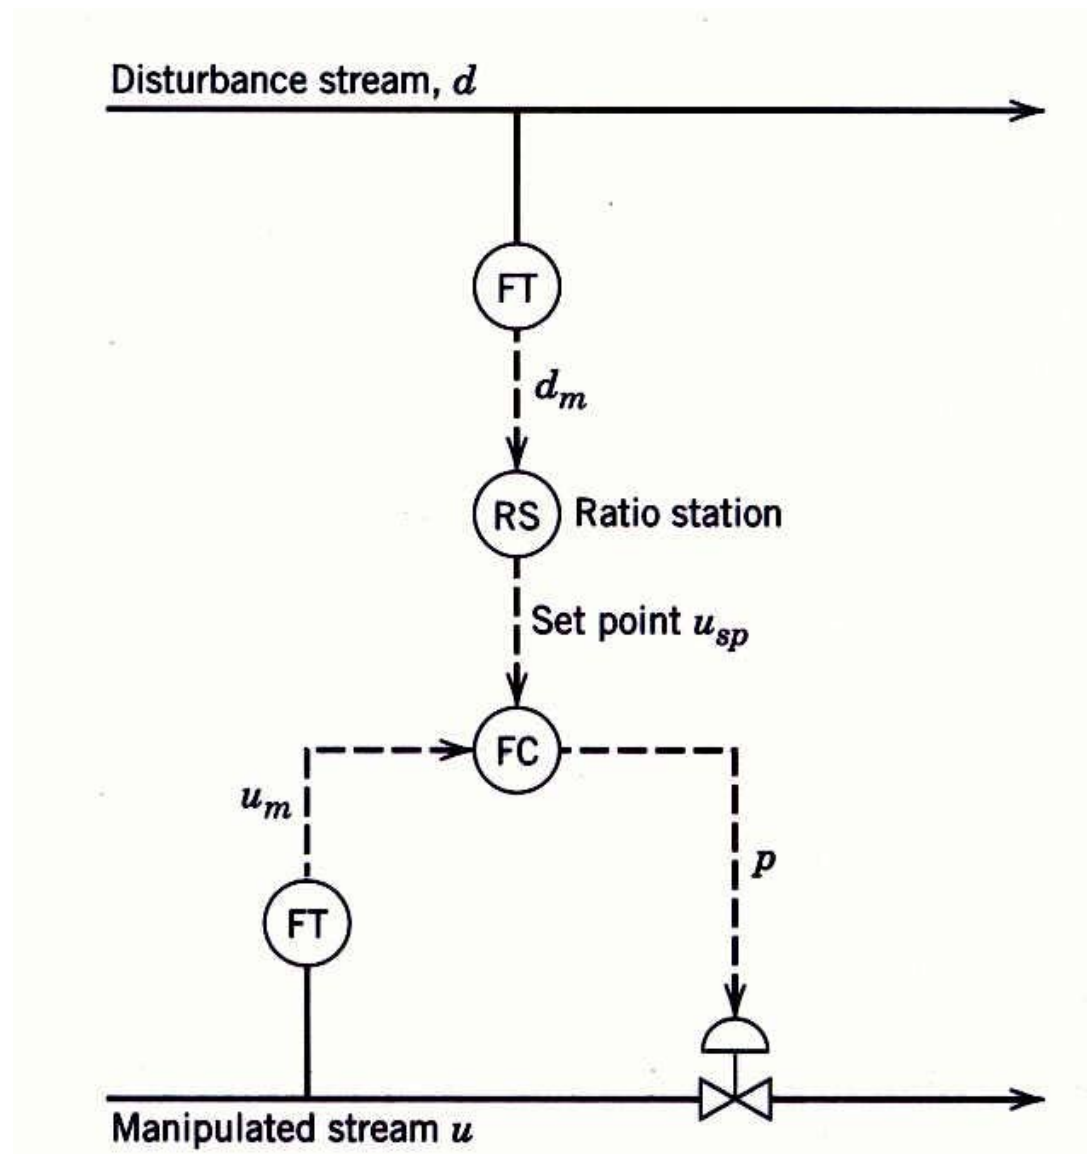 Disturbance stream, d
FT
d_m
RS Ratio station
Set point u_sp
FC
u_m
p
FT
Manipulated stream u